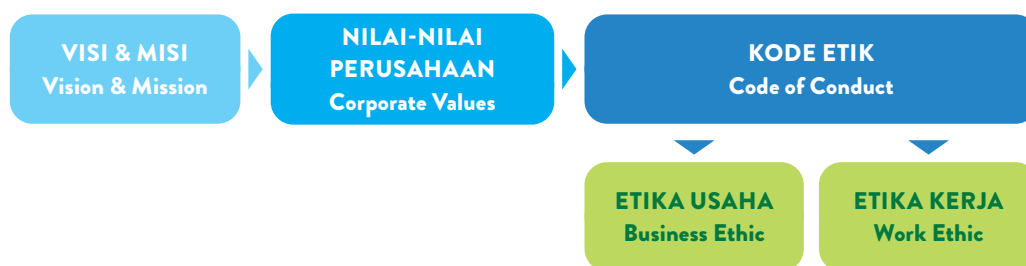 VISI & MISI
Vision & Mission
NILAI-NILAI
PERUSAHAAN
Corporate Values
KODE ETIK
Code of Conduct
ETIKA USAHA
Business Ethic
ETIKA KERJA
Work Ethic